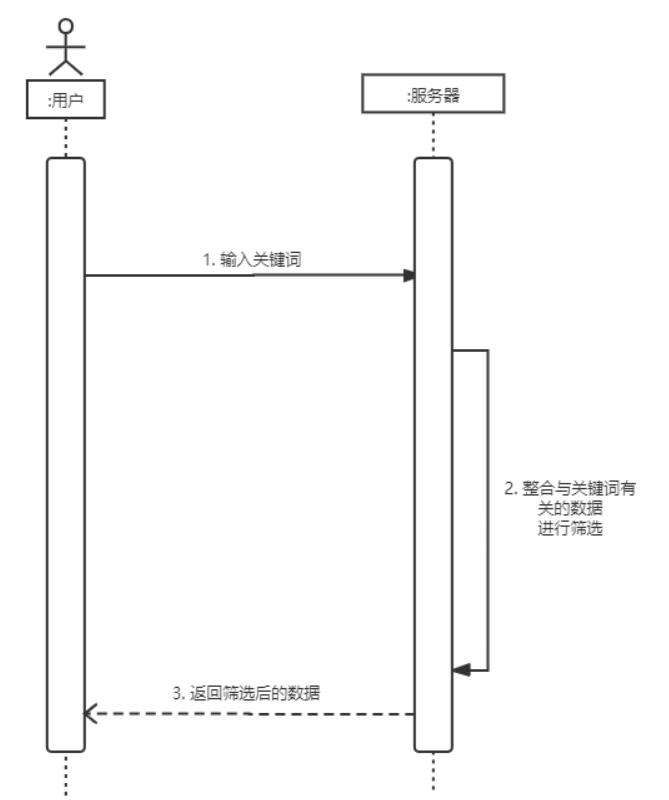 :用户
:服务器
1. 输入关键词
2. 整合与关键词有
关的数据
进行筛选
3. 返回筛选后的数据